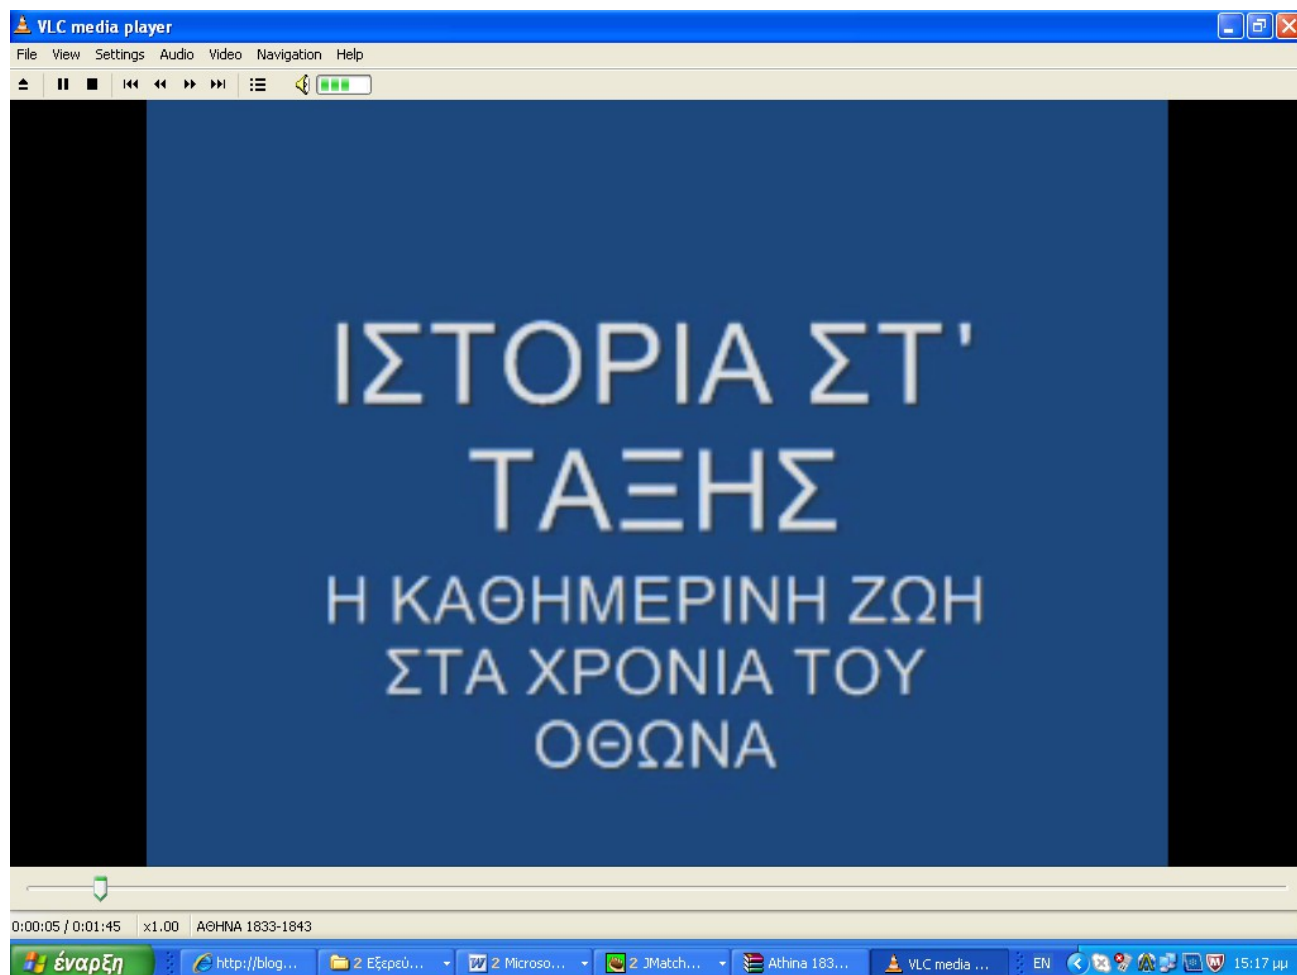 VLC media player
File View Settings Audio Video Navigation Help
ΙΣΤΟΡΙΑ ΣΤ'
ΤΑΞΗΣ
Η ΚΑΘΗΜΕΡΙΝΗ ΖΩΗ
ΣΤΑ ΧΡΟΝΙΑ ΤΟΥ
ΟΘΩΝΑ
0:00:05 / 0:01:45 x1.00 ΑΘΗΝΑ 1833-1843
έναρξη http://blog... 2 Εξερεύ... 2 Microso... 2 JMatch... Athina 183... VLC media ... EN 15:17 μμ